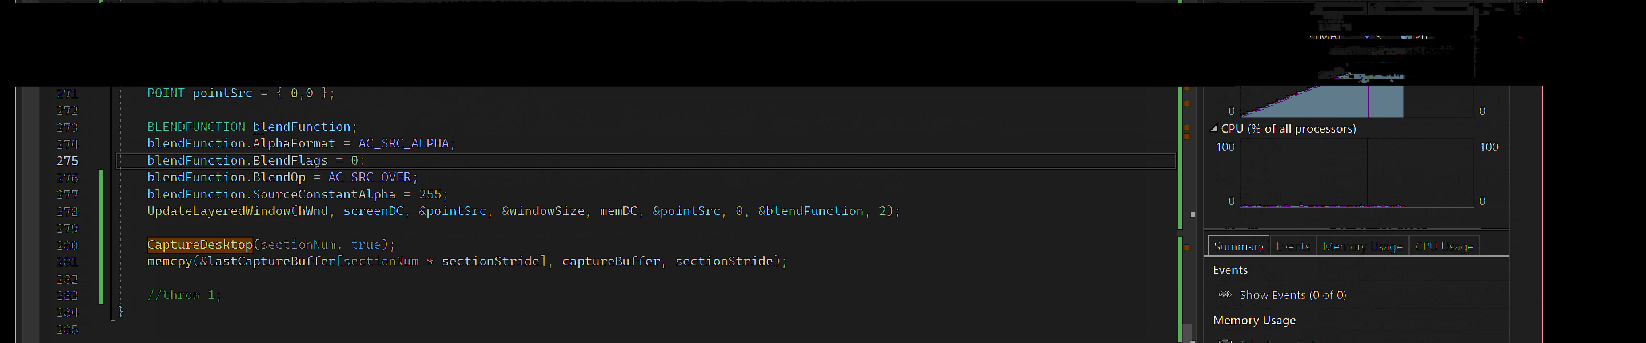 271 POINT pointSrc = { 0,0 };
272
273 BLENDFUNCTION blendFunction;
274 blendFunction.AlphaFormat = AC_SRC_ALPHA;
275 blendFunction.BlendFlags = 0;
276 blendFunction.BlendOp = AC_SRC_OVER;
277 blendFunction.SourceConstantAlpha = 255;
278 UpdateLayeredWindow(hWnd, screenDC, &pointSrc, &windowSize, memDC, &pointSrc, 0, &blendFunction, 2);
279
280 CaptureDesktop(sectionNum, true);
281 memcpy(&lastCaptureBuffer[sectionNum * sectionStride], captureBuffer, sectionStride);
282
283 //throw 1;
284 }
285
0 0
CPU (% of all processors)
100 100
0 0
Summary Events Memory Usage CPU Usage
Events
Show Events (0 of 0)
Memory Usage